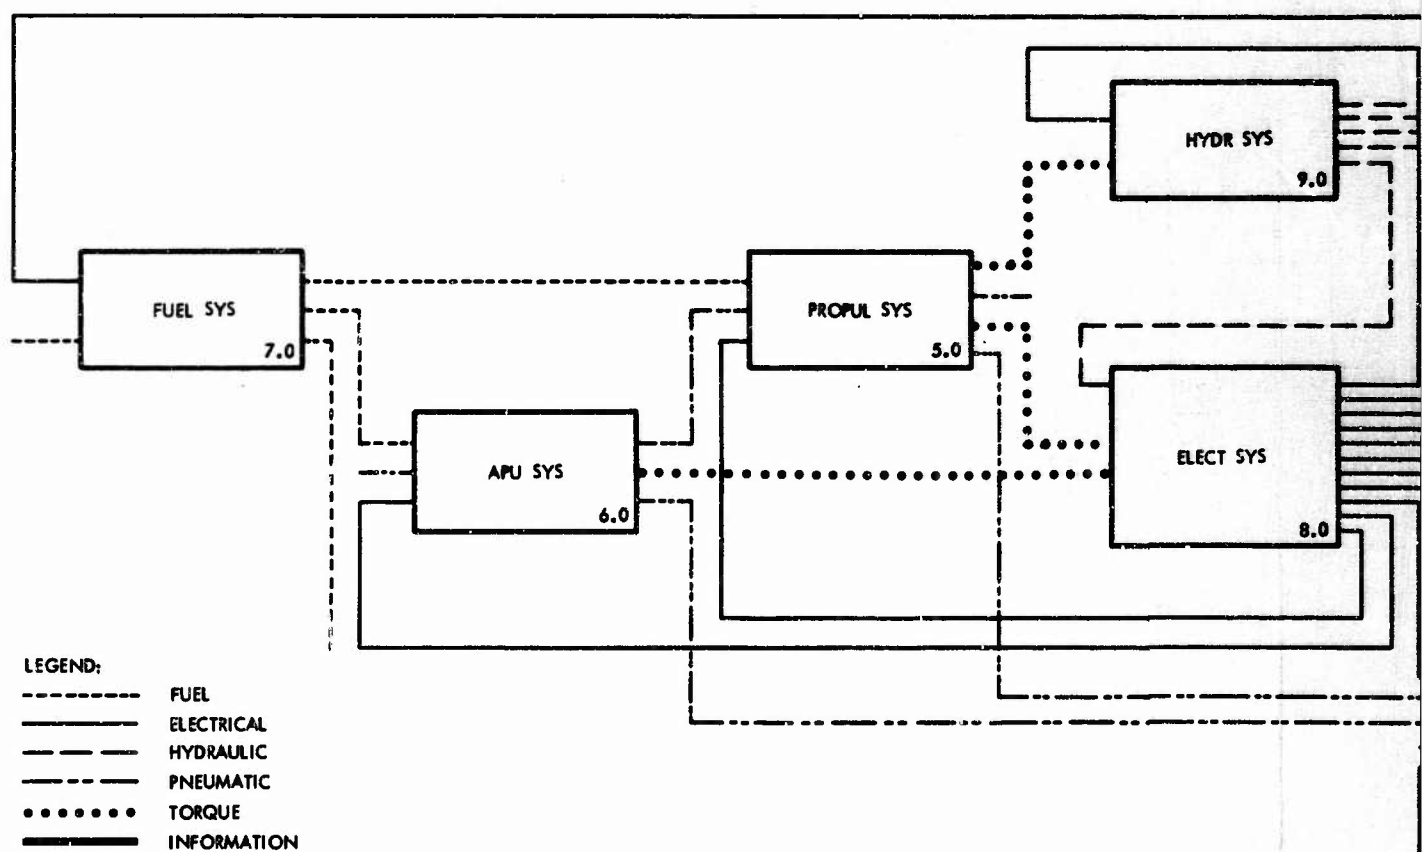 HYDR SYS
9.0
FUEL SYS
7.0
PROPUL SYS
5.0
APU SYS
6.0
ELECT SYS
8.0
LEGEND:
FUEL
ELECTRICAL
HYDRAULIC
PNEUMATIC
TORQUE
INFORMATION